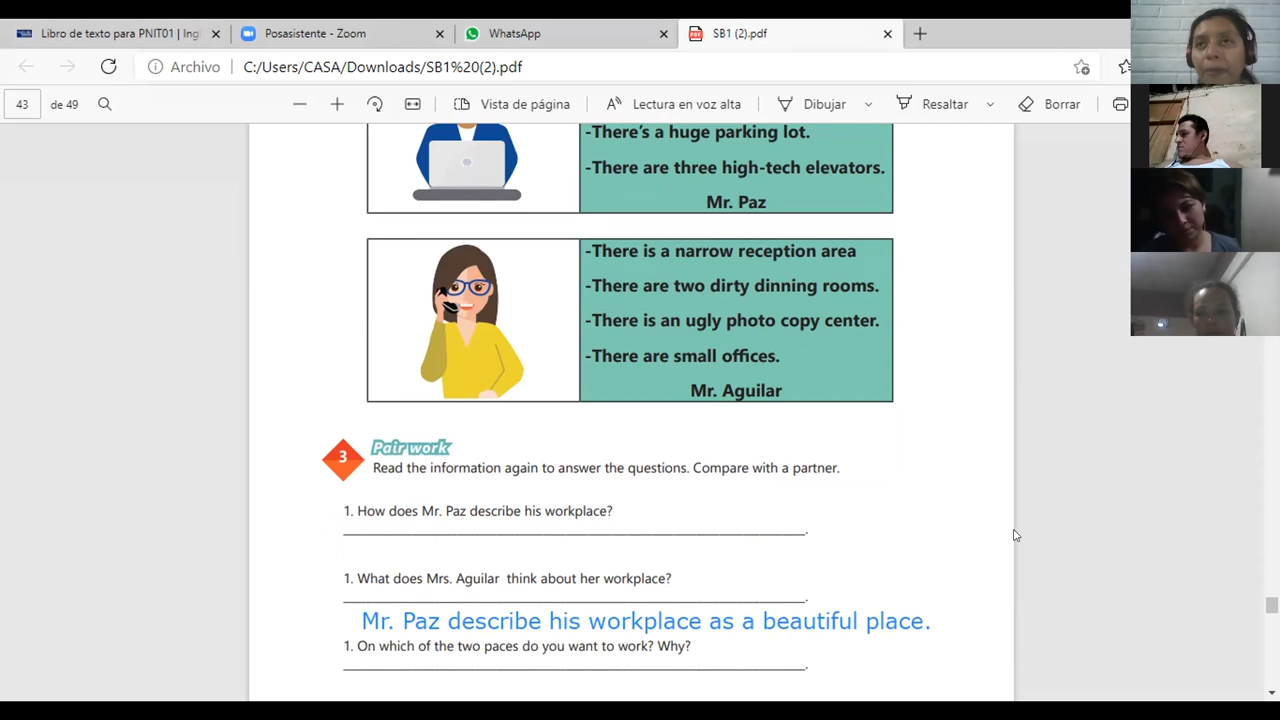 Libro de texto para PNIT01 | Ing
Posasistente - Zoom
WhatsApp
SB1 (2).pdf
Archivo
C:/Users/CASA/Downloads/SB1%20(2).pdf
43
de 49
Vista de página
Lectura en voz alta
Dibujar
Resaltar
Borrar
-There's a huge parking lot.
-There are three high-tech elevators.
Mr. Paz
-There is a narrow reception area
-There are two dirty dinning rooms.
-There is an ugly photo copy center.
-There are small offices.
Mr. Aguilar
3
Pair work
Read the information again to answer the questions. Compare with a partner.
1. How does Mr. Paz describe his workplace?
1. What does Mrs. Aguilar think about her workplace?
Mr. Paz describe his workplace as a beautiful place.
1. On which of the two paces do you want to work? Why?